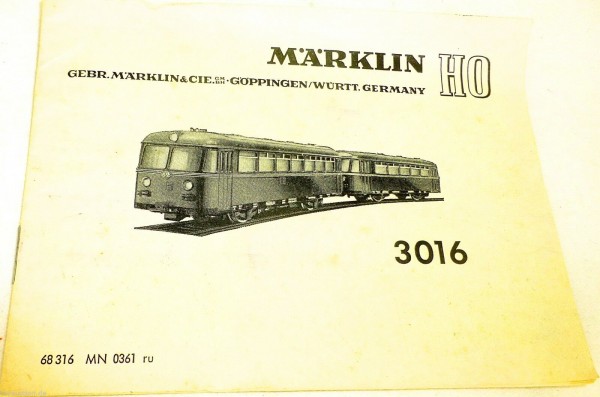 MÄRKLIN HO
GEBR. MÄRKLIN & CIE. GMBH · GÖPPINGEN/WÜRTT. GERMANY
3016
68 316 MN 0361 ru